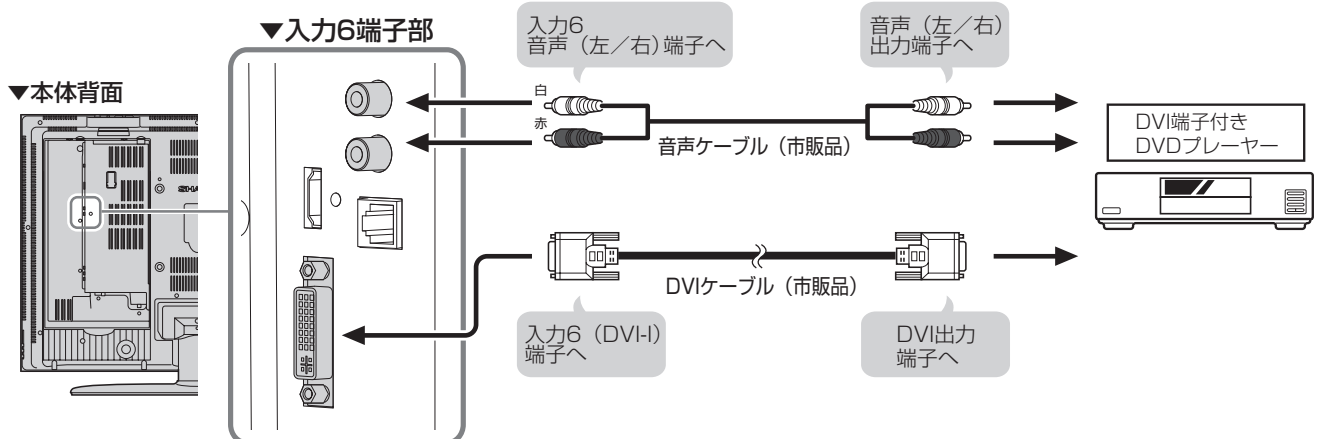 ▼入力6端子部
入力6
音声（左／右）端子へ
音声（左／右）
出力端子へ
▼本体背面
白
赤
音声ケーブル（市販品）
DVI端子付き
DVDプレーヤー
SHA
DVIケーブル（市販品）
入力6（DVI-I）
端子へ
DVI出力
端子へ